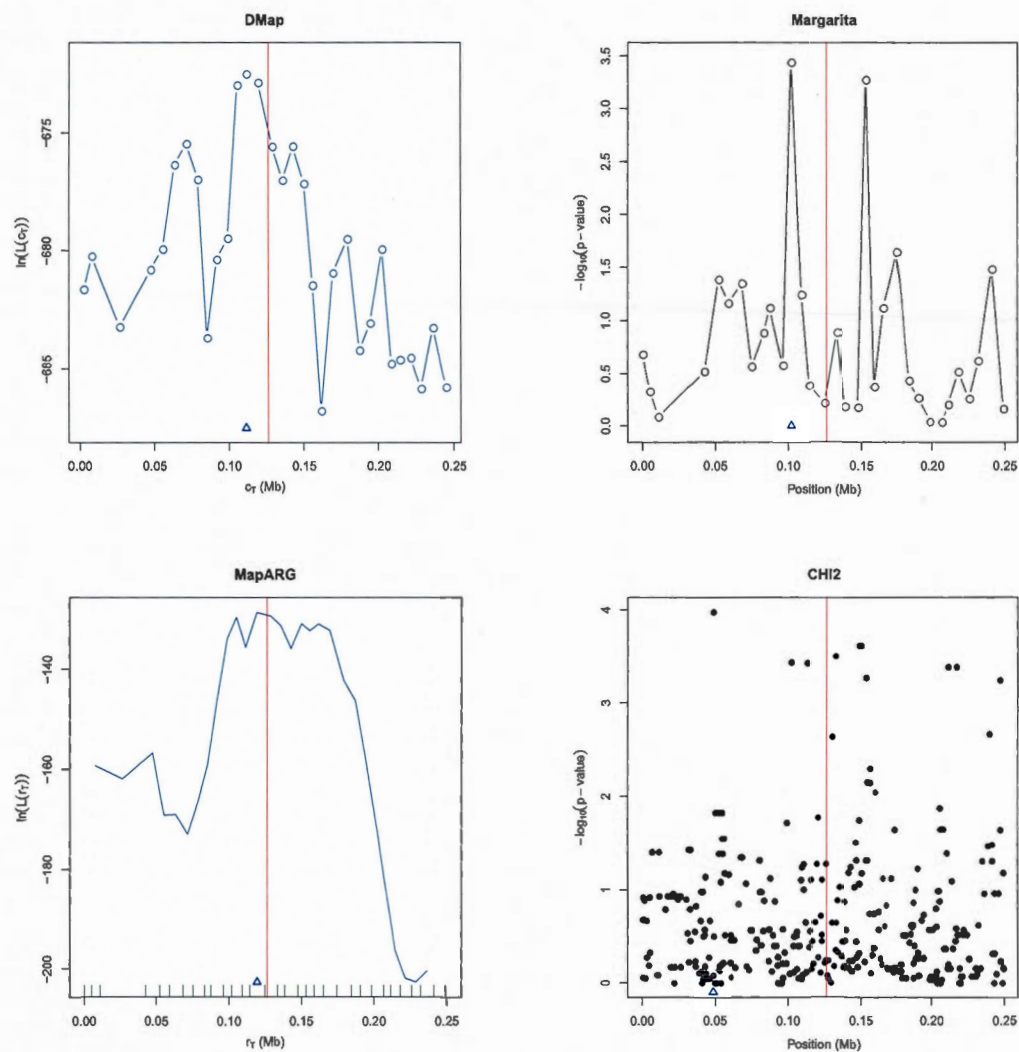 DMap
ln(L(c_T))
−675
−680
−685
0.00 0.05 0.10 0.15 0.20 0.25
c_T (Mb)
Margarita
−log₁₀(p − value)
3.5
3.0
2.5
2.0
1.5
1.0
0.5
0.0
0.00 0.05 0.10 0.15 0.20 0.25
Position (Mb)
MapARG
ln(L(r_T))
−140
−160
−180
−200
0.00 0.05 0.10 0.15 0.20 0.25
r_T (Mb)
CHI2
−log₁₀(p − value)
4
3
2
1
0
0.00 0.05 0.10 0.15 0.20 0.25
Position (Mb)